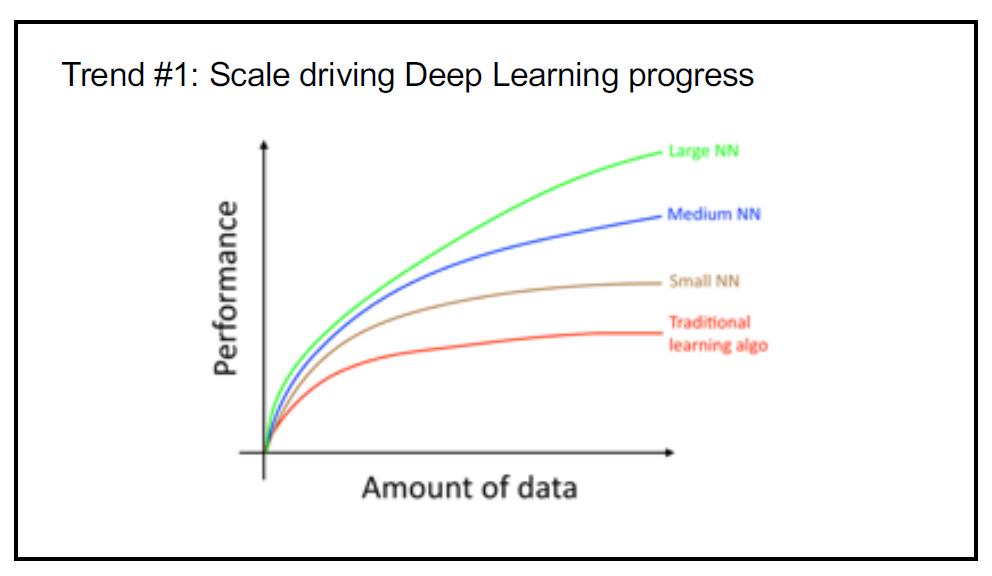 Trend #1: Scale driving Deep Learning progress
Large NN
Medium NN
Small NN
Traditional
learning algo
Performance
Amount of data